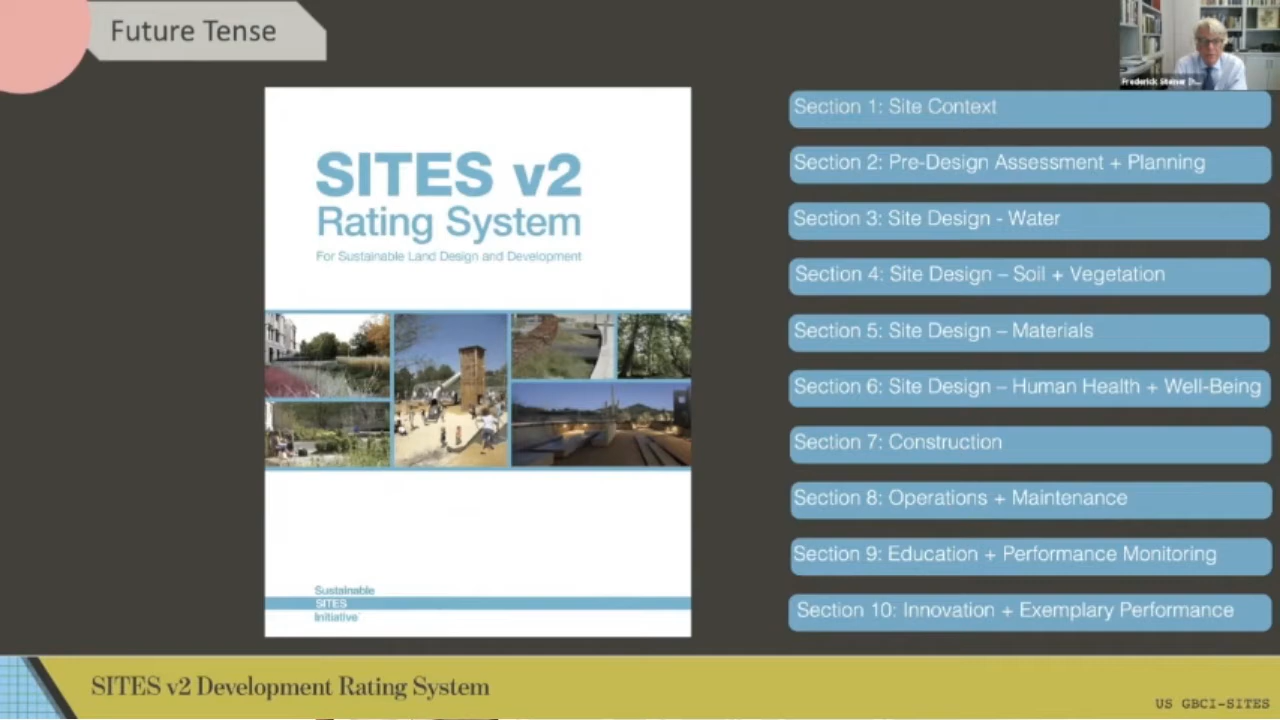 Future Tense
Frederick Steiner
SITES v2
Rating System
For Sustainable Land Design and Development
Sustainable
SITES
Initiative
Section 1: Site Context
Section 2: Pre-Design Assessment + Planning
Section 3: Site Design - Water
Section 4: Site Design – Soil + Vegetation
Section 5: Site Design – Materials
Section 6: Site Design – Human Health + Well-Being
Section 7: Construction
Section 8: Operations + Maintenance
Section 9: Education + Performance Monitoring
Section 10: Innovation + Exemplary Performance
SITES v2 Development Rating System
US GBCI-SITES